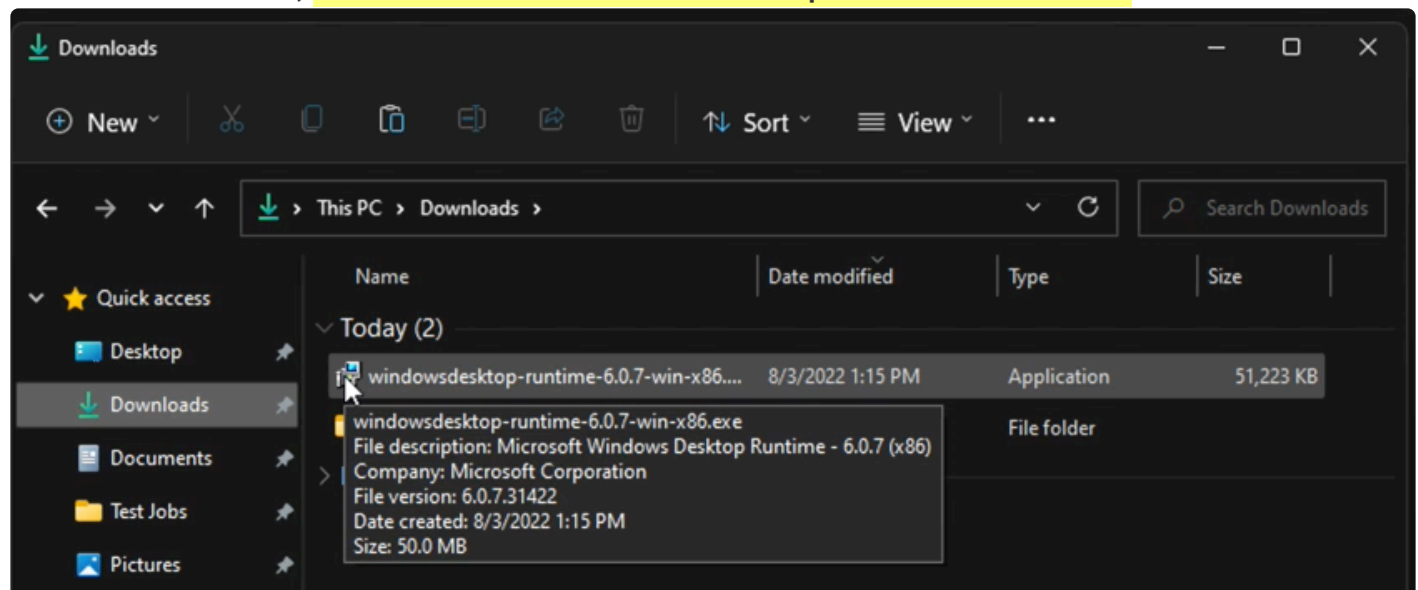 Downloads
New
Sort
View
This PC > Downloads >
Search Downloads
Name
Date modified
Type
Size
Quick access
Today (2)
Desktop
windowsdesktop-runtime-6.0.7-win-x86.... 8/3/2022 1:15 PM Application 51,223 KB
Downloads
windowsdesktop-runtime-6.0.7-win-x86.exe
File description: Microsoft Windows Desktop Runtime - 6.0.7 (x86)
Company: Microsoft Corporation
File version: 6.0.7.31422
Date created: 8/3/2022 1:15 PM
Size: 50.0 MB
File folder
Documents
Test Jobs
Pictures